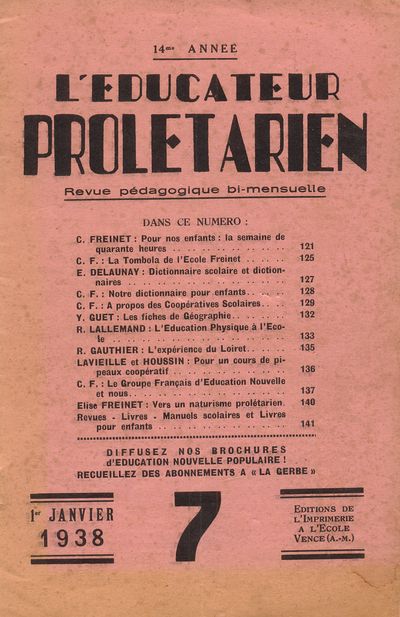 14me ANNEE
L'EDUCATEUR
PROLETARIEN
Revue pédagogique bi-mensuelle
DANS CE NUMERO :
C. FREINET : Pour nos enfants : la semaine de
quarante heures . . . . . . . . . . . . . . . 121
C. F. : La Tombola de l'Ecole Freinet . . . . 125
E. DELAUNAY : Dictionnaire scolaire et diction-
naires . . . . . . . . . . . . . . . . . . 127
C. F. : Notre dictionnaire pour enfants . . . . 128
C. F. : A propos des Coopératives Scolaires . . . 129
Y. GUET : Les fiches de Géographie . . . . . . 132
R. LALLEMAND : L'Education Physique à l'Eco-
le . . . . . . . . . . . . . . . . . . . . 133
R. GAUTHIER : L'expérience du Loiret . . . . . 135
LAVIEILLE et HOUSSIN : Pour un cours de pi-
peaux coopératif . . . . . . . . . . . . . . 136
C. F. : Le Groupe Français d'Education Nouvelle
et nous . . . . . . . . . . . . . . . . . . 137
Elise FREINET : Vers un naturisme prolétarien 140
Revues - Livres - Manuels scolaires et Livres
pour enfants . . . . . . . . . . . . . . . . 141
DIFFUSEZ NOS BROCHURES
d'EDUCATION NOUVELLE POPULAIRE !
RECUEILLEZ DES ABONNEMENTS A « LA GERBE »
1er JANVIER
1938
7
EDITIONS DE
L'IMPRIMERIE
A L'ECOLE
VENCE (A.-M.)